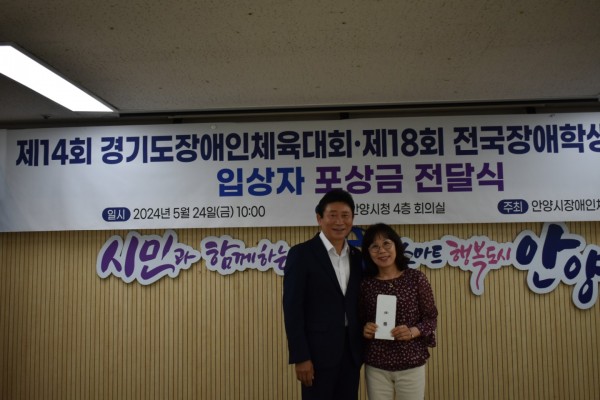 제14회 경기도장애인체육대회·제18회 전국장애학생
입상자 포상금 전달식
일시 2024년 5월 24일(금) 10:00 안양시청 4층 회의실 주최 안양시장애인체
시민과 함께하는 스마트 행복도시 안양